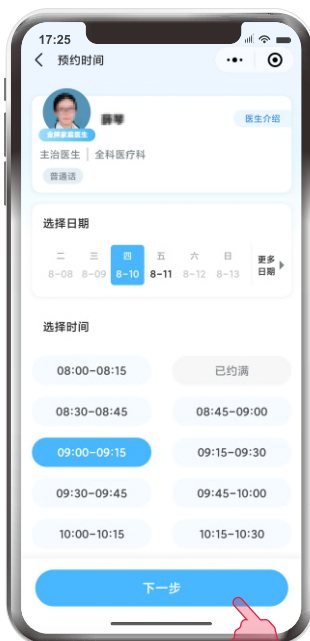 17:25
预约时间
医生介绍
金牌家庭医生
主治医生 | 全科医疗科
普通话
选择日期
二 三 四 五 六 日
8-08 8-09 8-10 8-11 8-12 8-13
更多
日期
选择时间
08:00-08:15 已约满
08:30-08:45 08:45-09:00
09:00-09:15 09:15-09:30
09:30-09:45 09:45-10:00
10:00-10:15 10:15-10:30
下一步